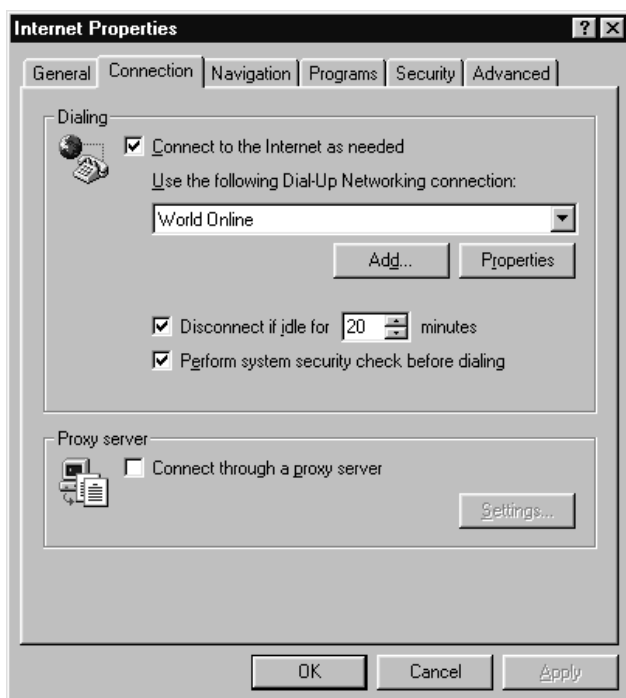 Internet Properties
General Connection Navigation Programs Security Advanced
Dialing
Connect to the Internet as needed
Use the following Dial-Up Networking connection:
World Online
Add... Properties
Disconnect if idle for 20 minutes
Perform system security check before dialing
Proxy server
Connect through a proxy server
Settings...
OK Cancel Apply